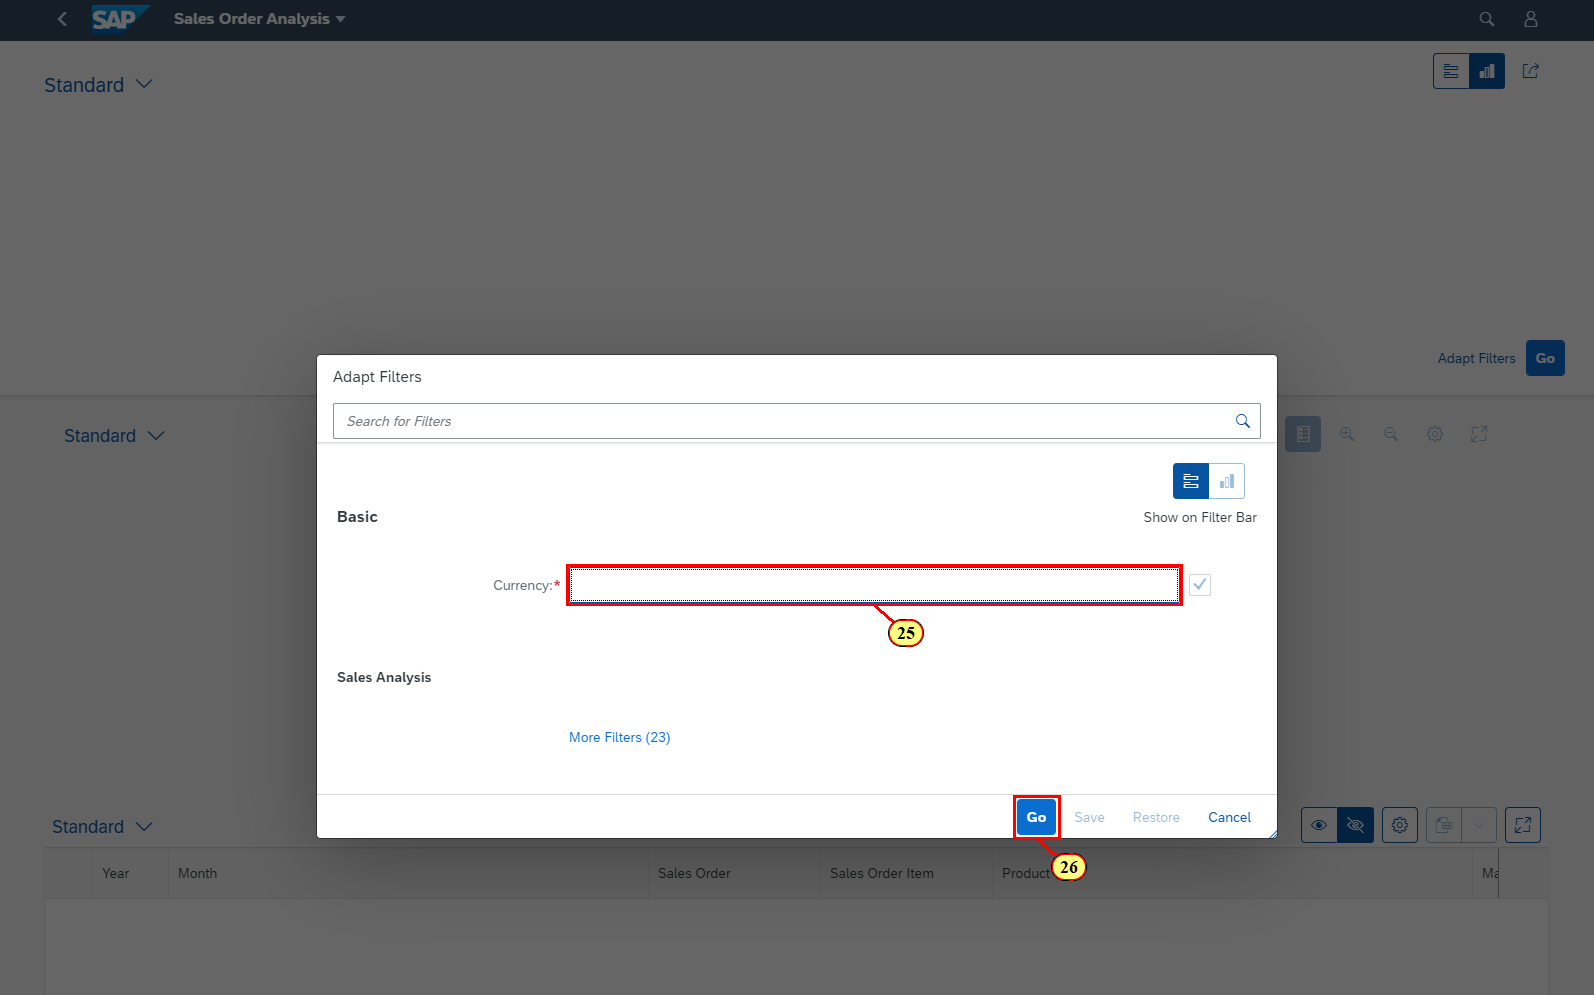 SAP Sales Order Analysis
Standard
Adapt Filters Go
Adapt Filters
Search for Filters
Standard
Basic
Show on Filter Bar
Currency:*
25
Sales Analysis
More Filters (23)
Go Save Restore Cancel
Standard
26
Year Month Sales Order Sales Order Item Product Ma